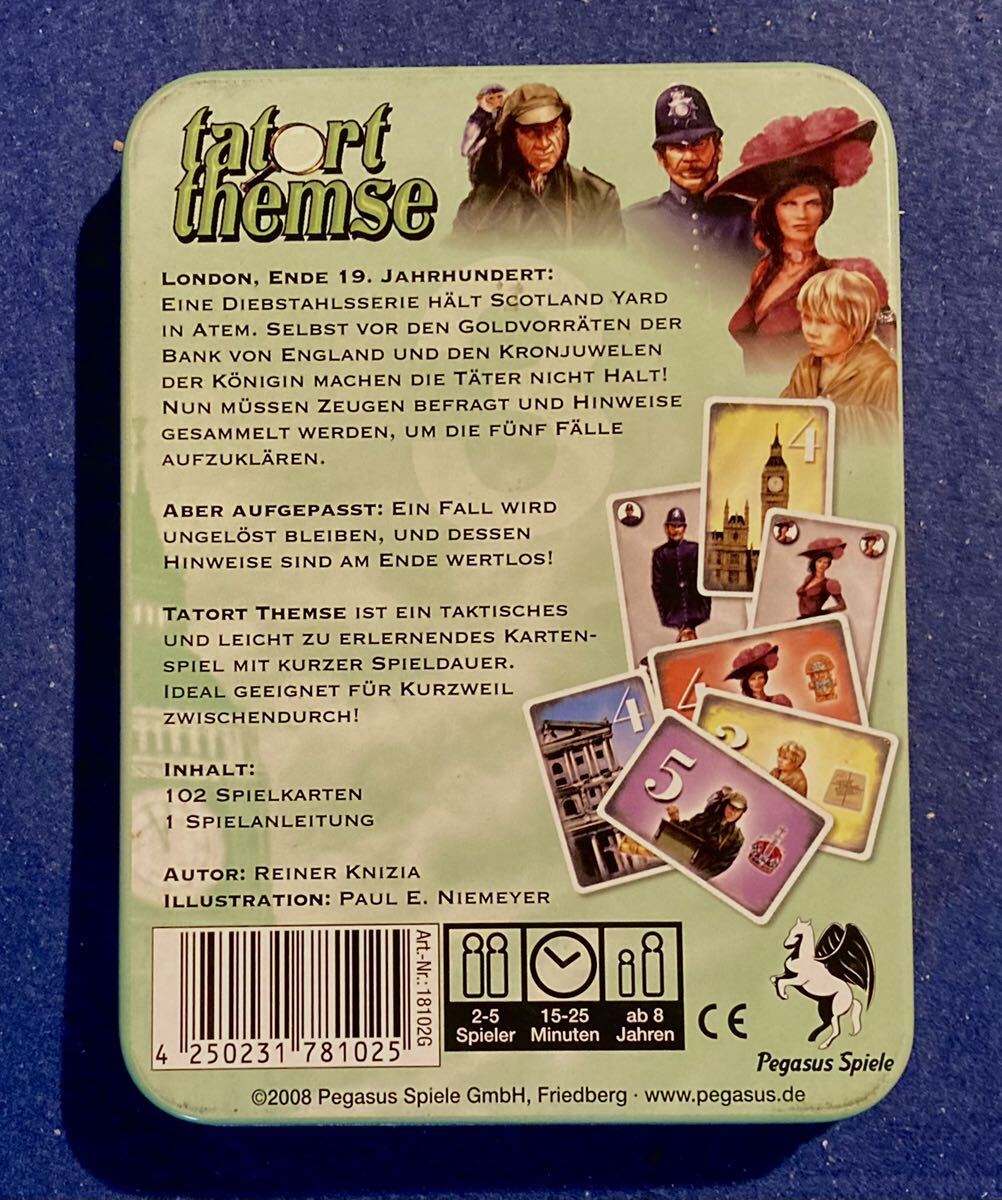 tatort
themse
LONDON, ENDE 19. JAHRHUNDERT:
EINE DIEBSTAHLSSERIE HÄLT SCOTLAND YARD
IN ATEM. SELBST VOR DEN GOLDVORRÄTEN DER
BANK VON ENGLAND UND DEN KRONJUWELEN
DER KÖNIGIN MACHEN DIE TÄTER NICHT HALT!
NUN MÜSSEN ZEUGEN BEFRAGT UND HINWEISE
GESAMMELT WERDEN, UM DIE FÜNF FÄLLE
AUFZUKLÄREN.
ABER AUFGEPASST: EIN FALL WIRD
UNGELÖST BLEIBEN, UND DESSEN
HINWEISE SIND AM ENDE WERTLOS!
TATORT THEMSE IST EIN TAKTISCHES
UND LEICHT ZU ERLERNENDES KARTEN-
SPIEL MIT KURZER SPIELDAUER.
IDEAL GEEIGNET FÜR KURZWEIL
ZWISCHENDURCH!
INHALT:
102 SPIELKARTEN
1 SPIELANLEITUNG
AUTOR: REINER KNIZIA
ILLUSTRATION: PAUL E. NIEMEYER
4
4
4
2
5
Art.-Nr.: 18102G
4 250231 781025
2-5
Spieler
15-25
Minuten
ab 8
Jahren
CE
Pegasus Spiele
©2008 Pegasus Spiele GmbH, Friedberg · www.pegasus.de